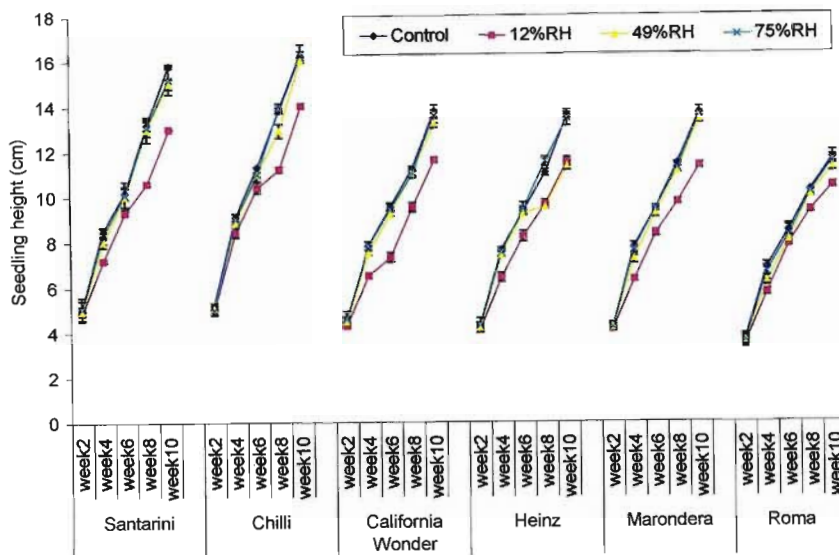 Control 12%RH 49%RH 75%RH
Seedling height (cm)
18
16
14
12
10
8
6
4
2
0
week2 week4 week6 week8 week10 week2 week4 week6 week8 week10 week2 week4 week6 week8 week10 week2 week4 week6 week8 week10 week2 week4 week6 week8 week10 week2 week4 week6 week8 week10
Santarini Chilli California Heinz Marondera Roma
Wonder